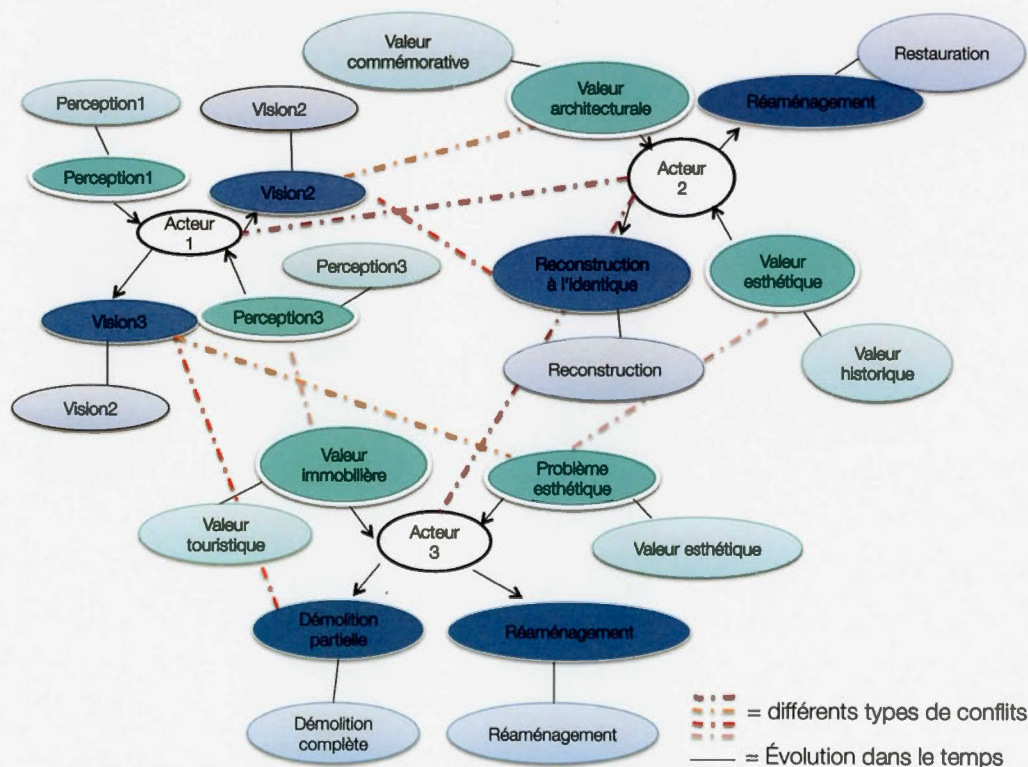 Valeur
commémorative
Restauration
Perception1
Vision2
Valeur
architecturale
Réaménagement
Perception1
Vision2
Acteur
2
Acteur
1
Perception3
Reconstruction
à l'identique
Valeur
esthétique
Vision3
Perception3
Reconstruction
Valeur
historique
Vision2
Valeur
immobilière
Problème
esthétique
Valeur
touristique
Acteur
3
Valeur esthétique
Démolition
partielle
Réaménagement
Démolition
complète
Réaménagement
= différents types de conflits
= Évolution dans le temps